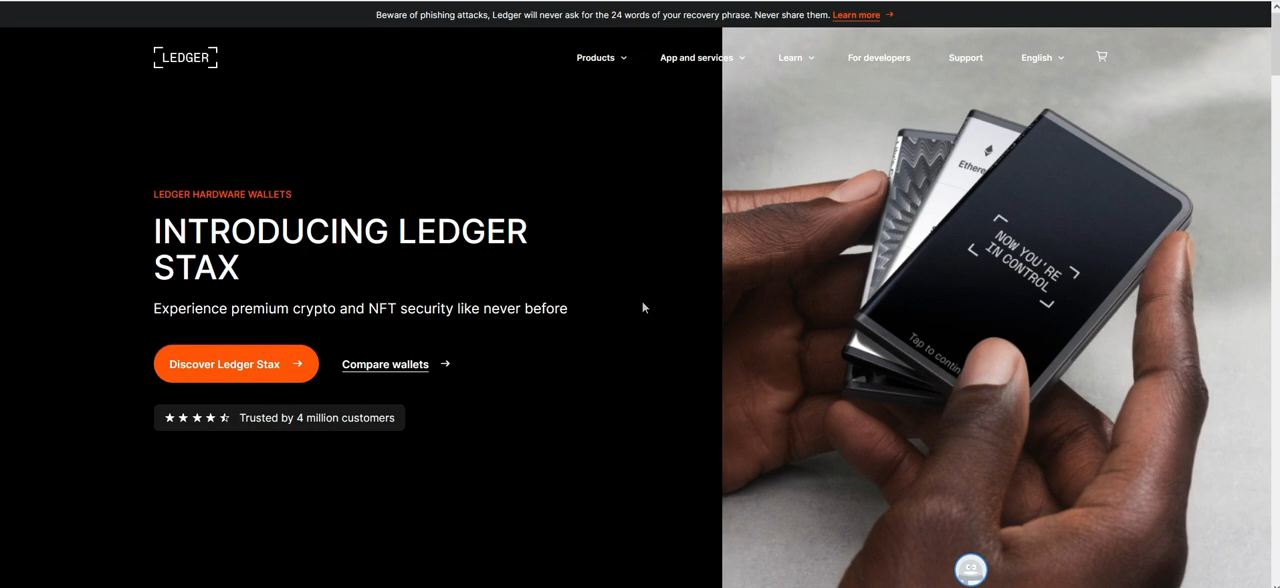 Beware of phishing attacks, Ledger will never ask for the 24 words of your recovery phrase. Never share them. Learn more
LEDGER
Products
App and services
Learn
For developers
Support
English
LEDGER HARDWARE WALLETS
INTRODUCING LEDGER
STAX
Experience premium crypto and NFT security like never before
Discover Ledger Stax
Compare wallets
Trusted by 4 million customers
NOW YOU'RE
IN CONTROL
Tap to contin